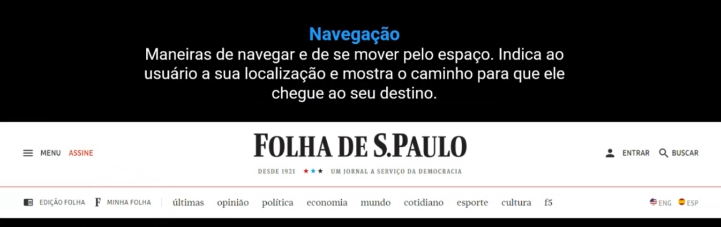 Navegação
Maneiras de navegar e de se mover pelo espaço. Indica ao
usuário a sua localização e mostra o caminho para que ele
chegue ao seu destino.
MENU ASSINE FOLHA DE S.PAULO ENTRAR BUSCAR
DESDE 1921 ★★★ UM JORNAL A SERVIÇO DA DEMOCRACIA
EDIÇÃO FOLHA F MINHA FOLHA últimas opinião política economia mundo cotidiano esporte cultura f5 ENG ESP